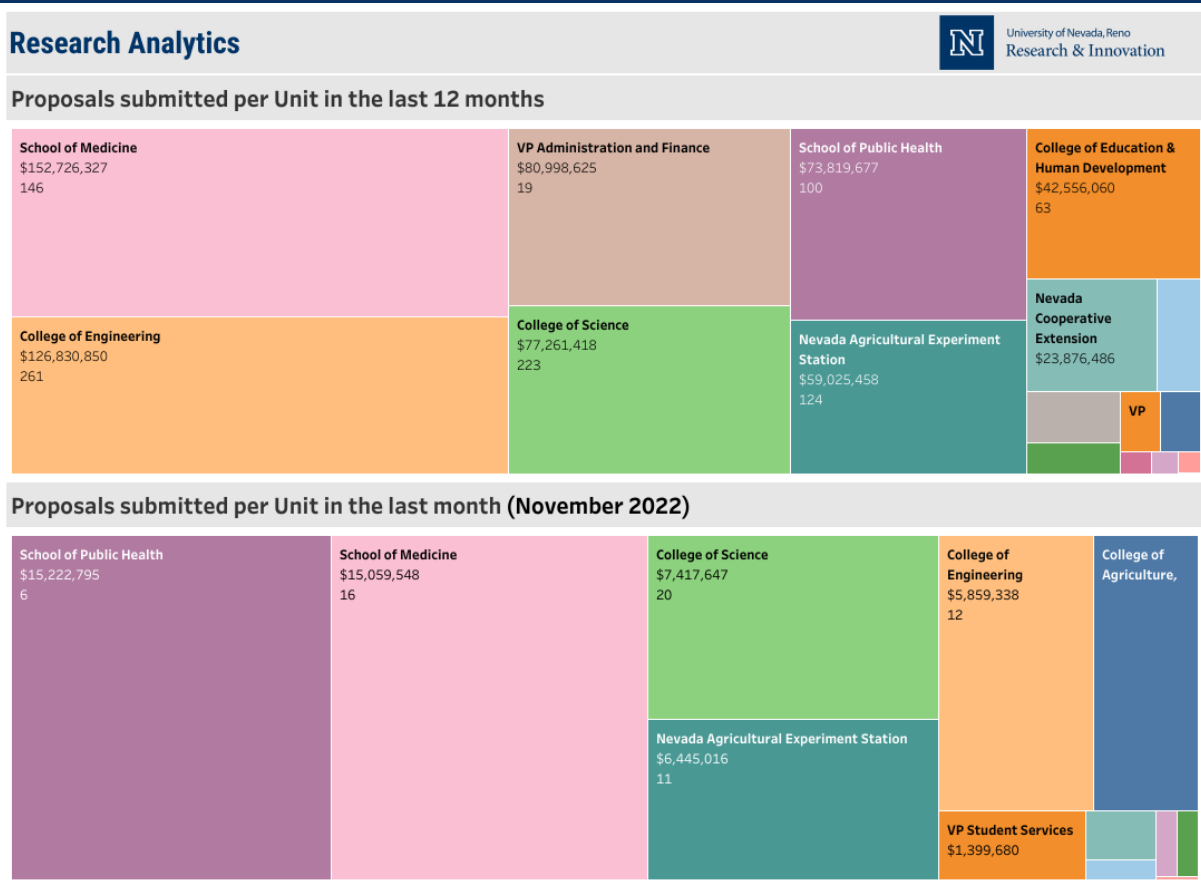 Research Analytics
N
University of Nevada, Reno
Research & Innovation
Proposals submitted per Unit in the last 12 months
School of Medicine
$152,726,327
146
VP Administration and Finance
$80,998,625
19
School of Public Health
$73,819,677
100
College of Education &
Human Development
$42,556,060
63
College of Engineering
$126,830,850
261
College of Science
$77,261,418
223
Nevada Agricultural Experiment
Station
$59,025,458
124
Nevada
Cooperative
Extension
$23,876,486
VP
Proposals submitted per Unit in the last month (November 2022)
School of Public Health
$15,222,795
6
School of Medicine
$15,059,548
16
College of Science
$7,417,647
20
College of
Engineering
$5,859,338
12
College of
Agriculture,
Nevada Agricultural Experiment Station
$6,445,016
11
VP Student Services
$1,399,680